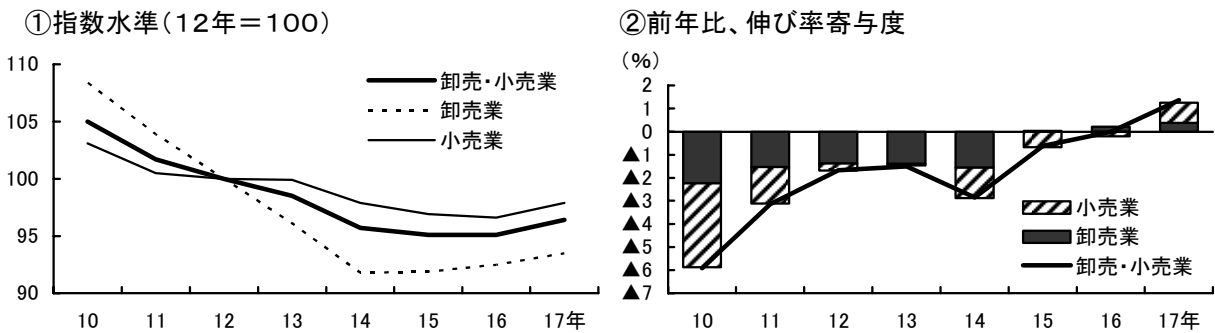 ①指数水準(12年=100)
110
105
100
95
90
10 11 12 13 14 15 16 17年
卸売・小売業
卸売業
小売業
②前年比、伸び率寄与度
(%)
2
1
0
▲1
▲2
▲3
▲4
▲5
▲6
▲7
10 11 12 13 14 15 16 17年
小売業
卸売業
卸売・小売業